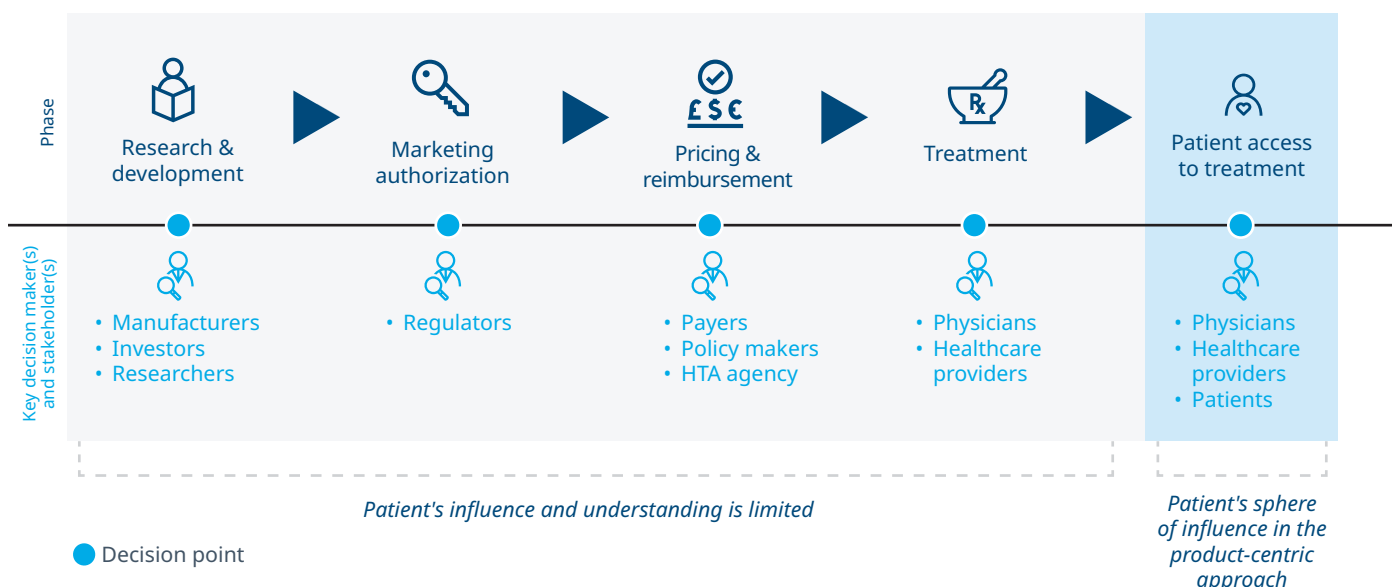 Phase
Research &
development
Marketing
authorization
£ $ €
Pricing &
reimbursement
Rx
Treatment
Patient access
to treatment
Key decision maker(s)
and stakeholder(s)
• Manufacturers
• Investors
• Researchers
• Regulators
• Payers
• Policy makers
• HTA agency
• Physicians
• Healthcare
providers
• Physicians
• Healthcare
providers
• Patients
Patient's influence and understanding is limited
Patient's sphere
of influence in the
product-centric
approach
Decision point